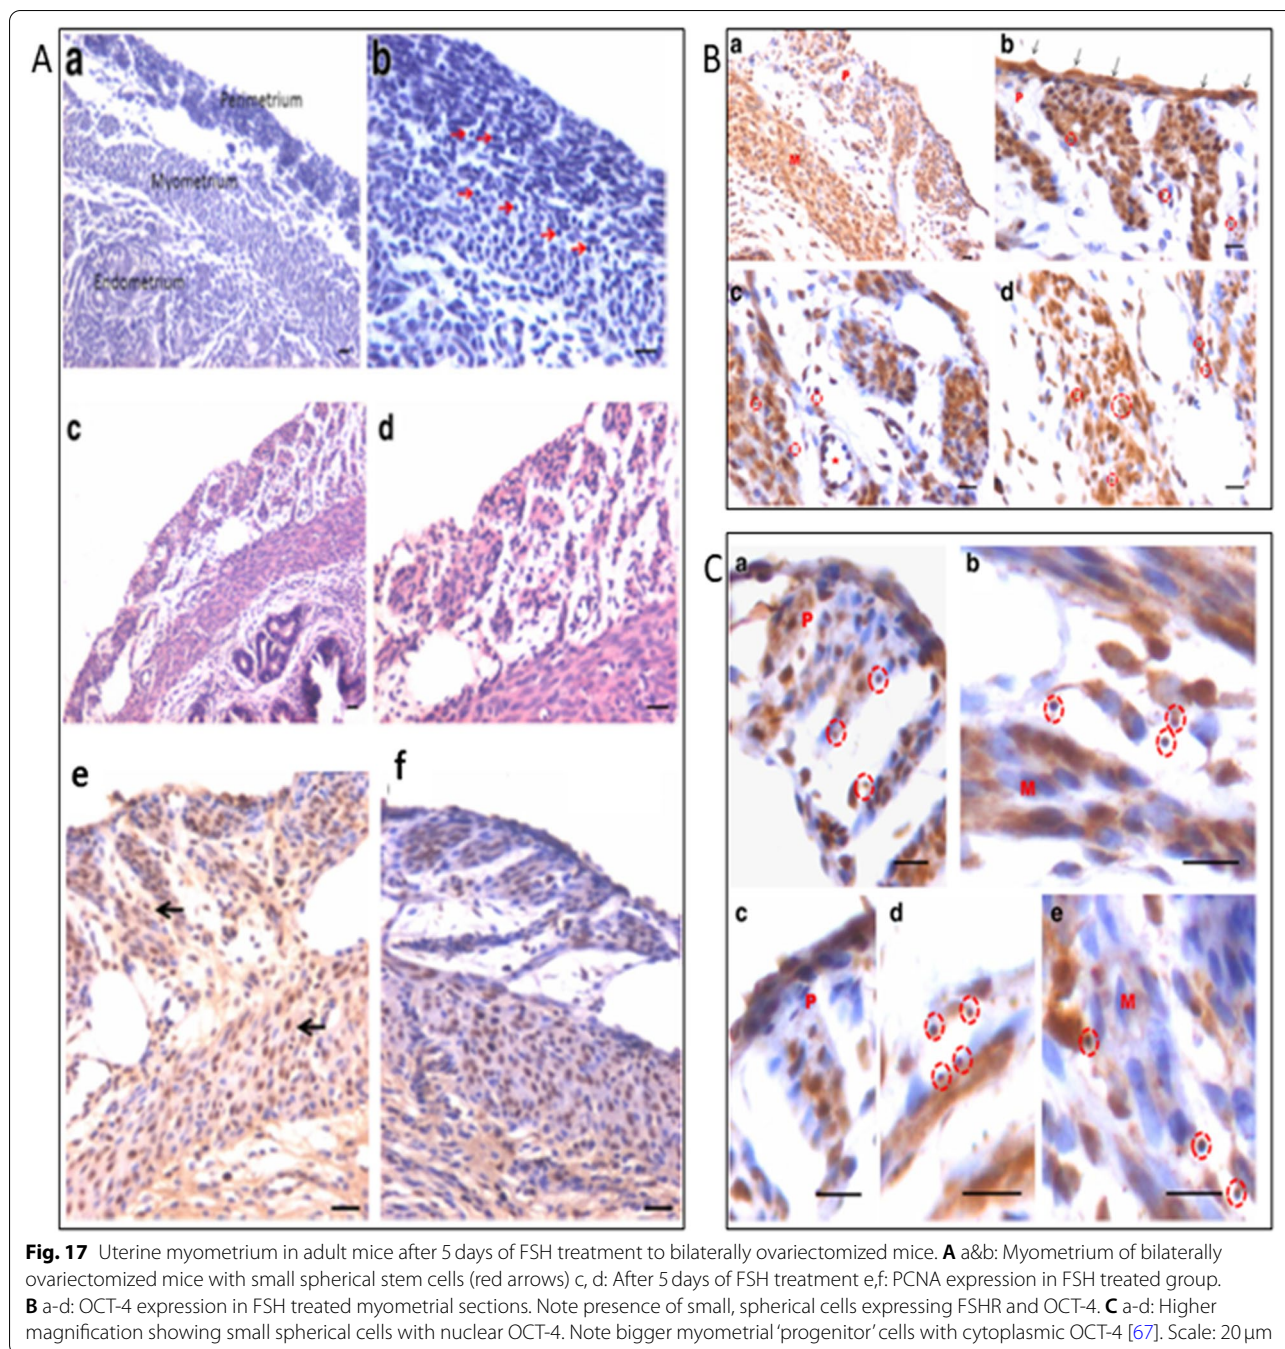 A
a
b
Perimetrium
Myometrium
Endometrium
c
d
e
f
B
a
P
M
b
P
c
*
d
C
a
P
b
M
c
P
d
e
M
Fig. 17 Uterine myometrium in adult mice after 5 days of FSH treatment to bilaterally ovariectomized mice. A a&b: Myometrium of bilaterally
ovariectomized mice with small spherical stem cells (red arrows) c, d: After 5 days of FSH treatment e,f: PCNA expression in FSH treated group.
B a-d: OCT-4 expression in FSH treated myometrial sections. Note presence of small, spherical cells expressing FSHR and OCT-4. C a-d: Higher
magnification showing small spherical cells with nuclear OCT-4. Note bigger myometrial ‘progenitor’ cells with cytoplasmic OCT-4 [67]. Scale: 20 μm